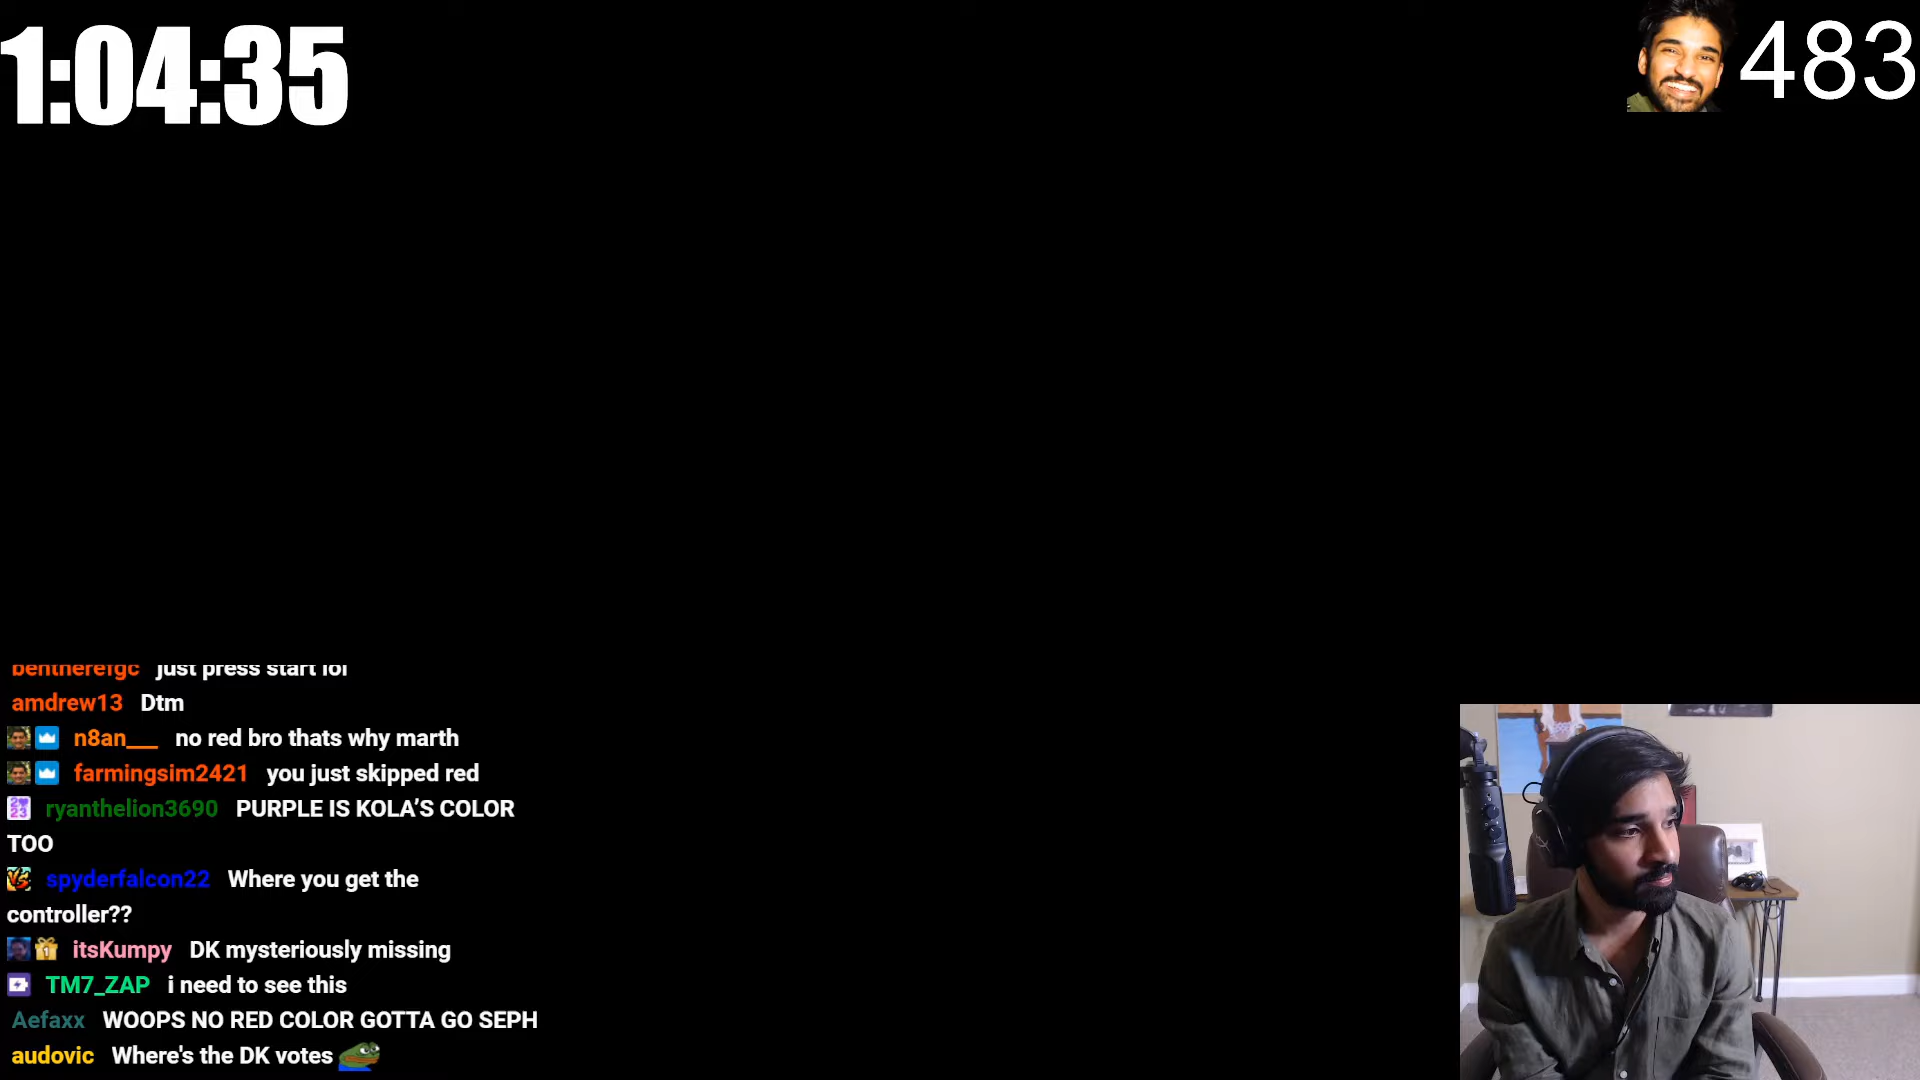 1:04:35
483
bentherefgc just press start lol
amdrew13 Dtm
n8an___ no red bro thats why marth
farmingsim2421 you just skipped red
ryanthelion3690 PURPLE IS KOLA’S COLOR
TOO
spyderfalcon22 Where you get the
controller??
itsKumpy DK mysteriously missing
TM7_ZAP i need to see this
Aefaxx WOOPS NO RED COLOR GOTTA GO SEPH
audovic Where's the DK votes